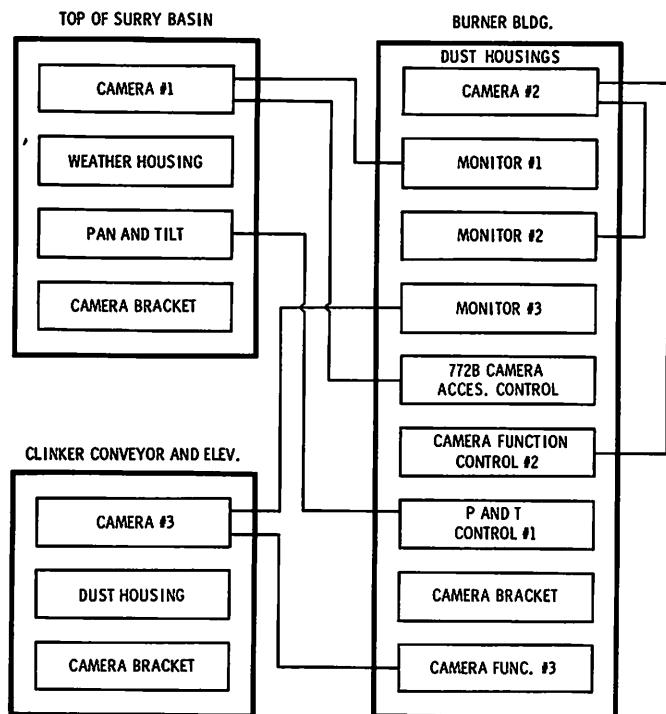 TOP OF SURRY BASIN
CAMERA #1
WEATHER HOUSING
PAN AND TILT
CAMERA BRACKET
CLINKER CONVEYOR AND ELEV.
CAMERA #3
DUST HOUSING
CAMERA BRACKET
BURNER BLDG.
DUST HOUSINGS
CAMERA #2
MONITOR #1
MONITOR #2
MONITOR #3
772B CAMERA
ACCES. CONTROL
CAMERA FUNCTION
CONTROL #2
P AND T
CONTROL #1
CAMERA BRACKET
CAMERA FUNC. #3